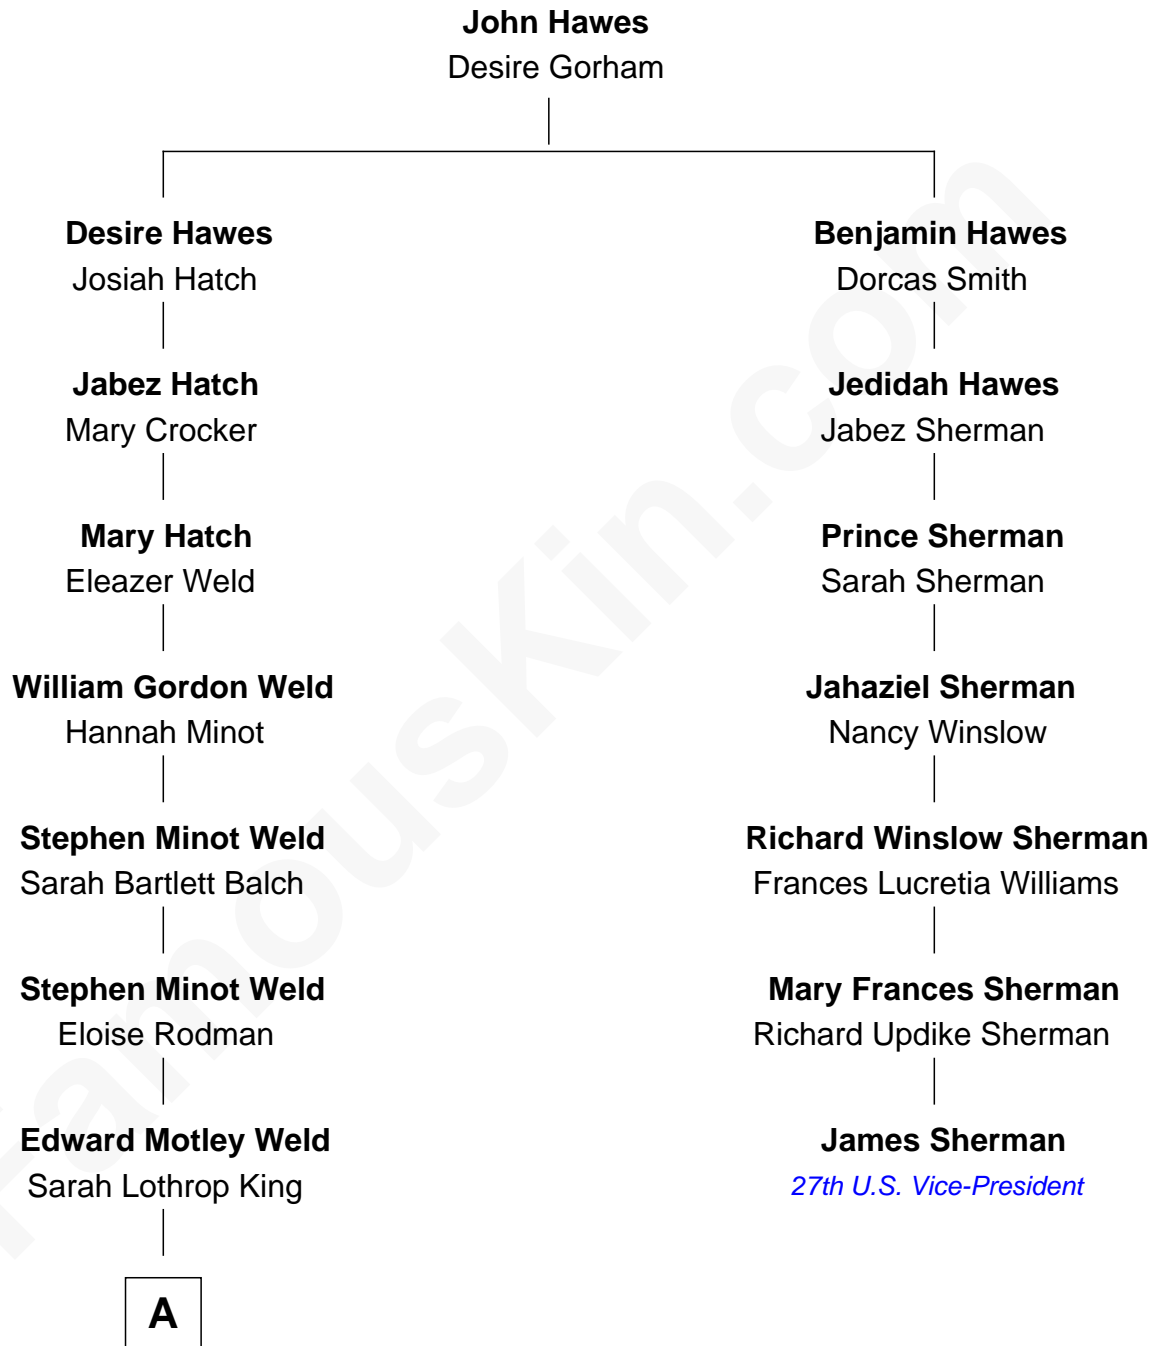 John Hawes
Desire Gorham
Desire Hawes
Josiah Hatch
Benjamin Hawes
Dorcas Smith
Jabez Hatch
Mary Crocker
Jedidah Hawes
Jabez Sherman
Mary Hatch
Eleazer Weld
Prince Sherman
Sarah Sherman
William Gordon Weld
Hannah Minot
Jahaziel Sherman
Nancy Winslow
Stephen Minot Weld
Sarah Bartlett Balch
Richard Winslow Sherman
Frances Lucretia Williams
Stephen Minot Weld
Eloise Rodman
Mary Frances Sherman
Richard Updike Sherman
Edward Motley Weld
Sarah Lothrop King
James Sherman
27th U.S. Vice-President
A
FamousKin.com